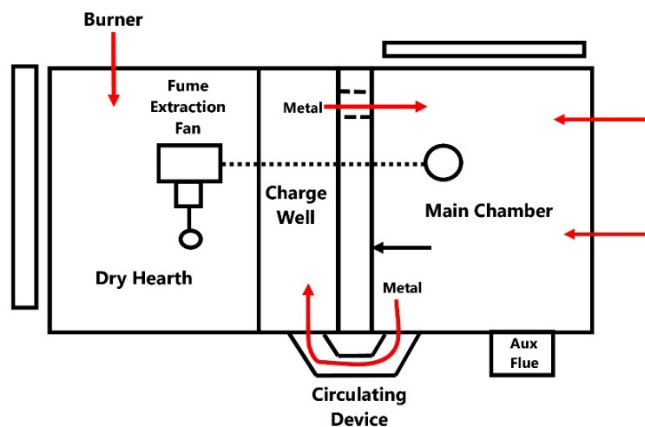 Burner
Fume
Extraction
Fan
Metal
Charge
Well
Main Chamber
Dry Hearth
Metal
Aux
Flue
Circulating
Device